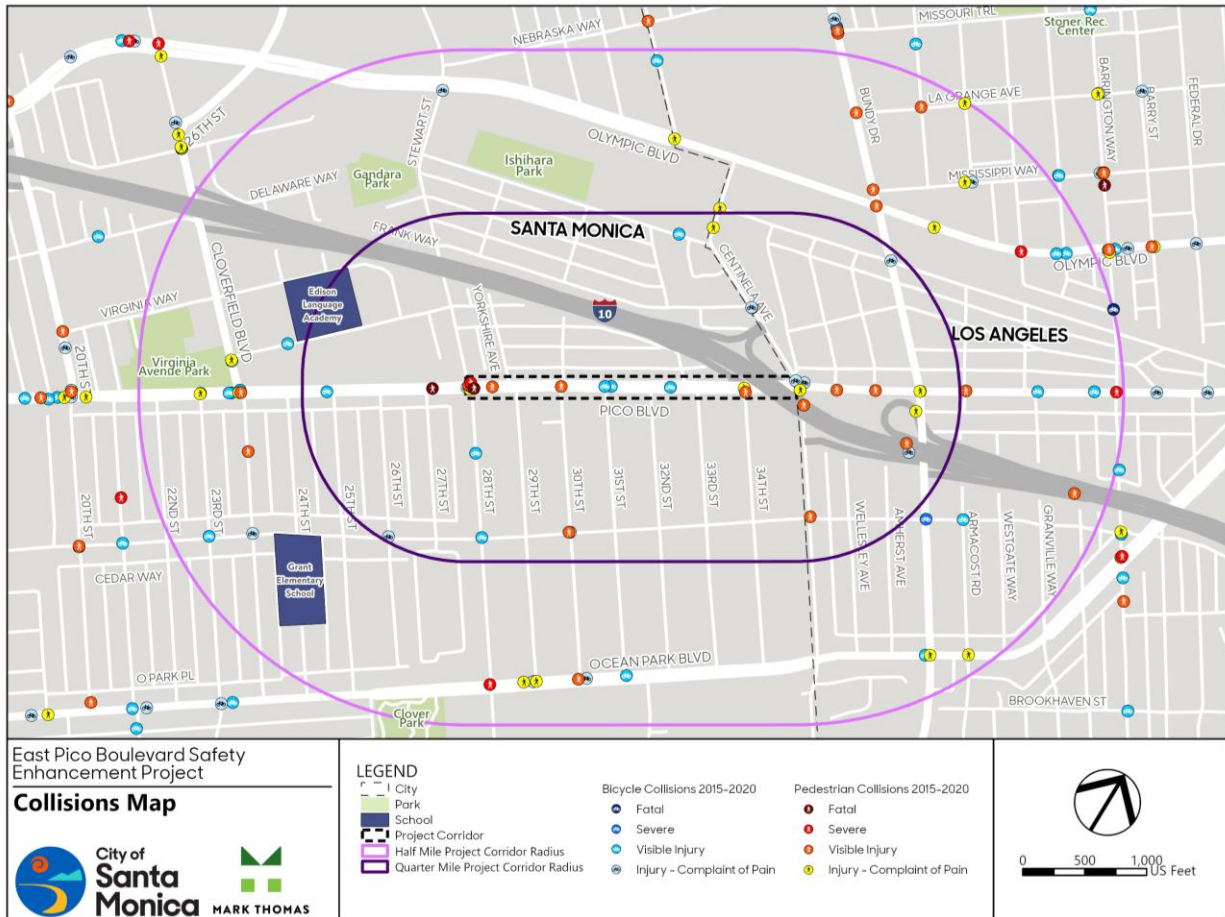 MISSOURI TRL
Stoner Rec.
Center
NEBRASKA WAY
BUNDY DR
LA GRANGE AVE
BARRINGTON WAY
BARRY ST
FEDERAL DR
26TH ST
STEWART ST
OLYMPIC BLVD
Ishihara
Park
Gandara
Park
DELAWARE WAY
MISSISSIPPI WAY
FRANK WAY
SANTA MONICA
CENTINELA AVE
OLYMPIC BLVD
CLOVERFIELD BLVD
Edison
Language
Academy
YORKSHIRE AVE
10
LOS ANGELES
VIRGINIA WAY
Virginia
Avenue Park
20TH ST
PICO BLVD
20TH ST
22ND ST
23RD ST
24TH ST
25TH ST
26TH ST
27TH ST
28TH ST
29TH ST
30TH ST
31ST ST
32ND ST
33RD ST
34TH ST
WELLESLEY AVE
AMHERST AVE
ARMACOST RD
WESTGATE WAY
GRANVILLE WAY
CEDAR WAY
Grant
Elementary
School
OCEAN PARK BLVD
O PARK PL
Clover
Park
BROOKHAVEN ST
East Pico Boulevard Safety
Enhancement Project
Collisions Map
City of
Santa
Monica
MARK THOMAS
LEGEND
City
Park
School
Project Corridor
Half Mile Project Corridor Radius
Quarter Mile Project Corridor Radius
Bicycle Collisions 2015-2020
Fatal
Severe
Visible Injury
Injury - Complaint of Pain
Pedestrian Collisions 2015-2020
Fatal
Severe
Visible Injury
Injury - Complaint of Pain
0 500 1,000
US Feet